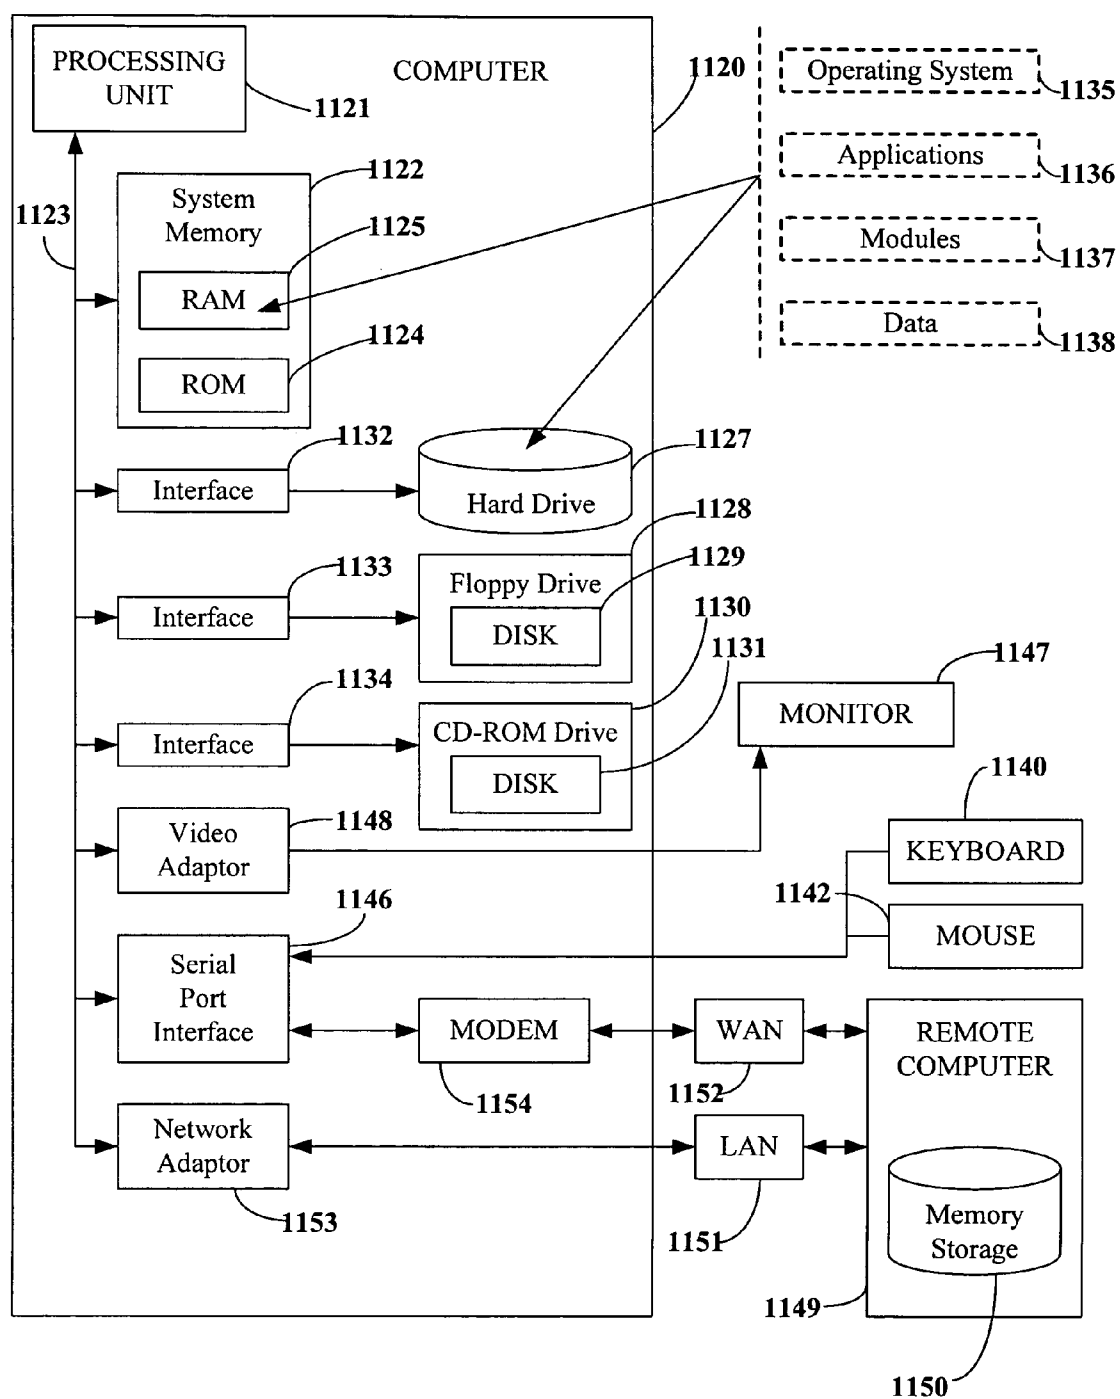 PROCESSING
UNIT
1121
COMPUTER
1120
Operating System
1135
Applications
1136
Modules
1137
Data
1138
1123
System
Memory
1122
1125
RAM
1124
ROM
1132
Interface
Hard Drive
1127
1133
Interface
Floppy Drive
1128
1129
DISK
1134
Interface
CD-ROM Drive
1130
1131
DISK
1147
MONITOR
Video
Adaptor
1148
1140
KEYBOARD
1142
MOUSE
1146
Serial
Port
Interface
MODEM
1154
WAN
1152
REMOTE
COMPUTER
Network
Adaptor
1153
LAN
1151
Memory
Storage
1149
1150